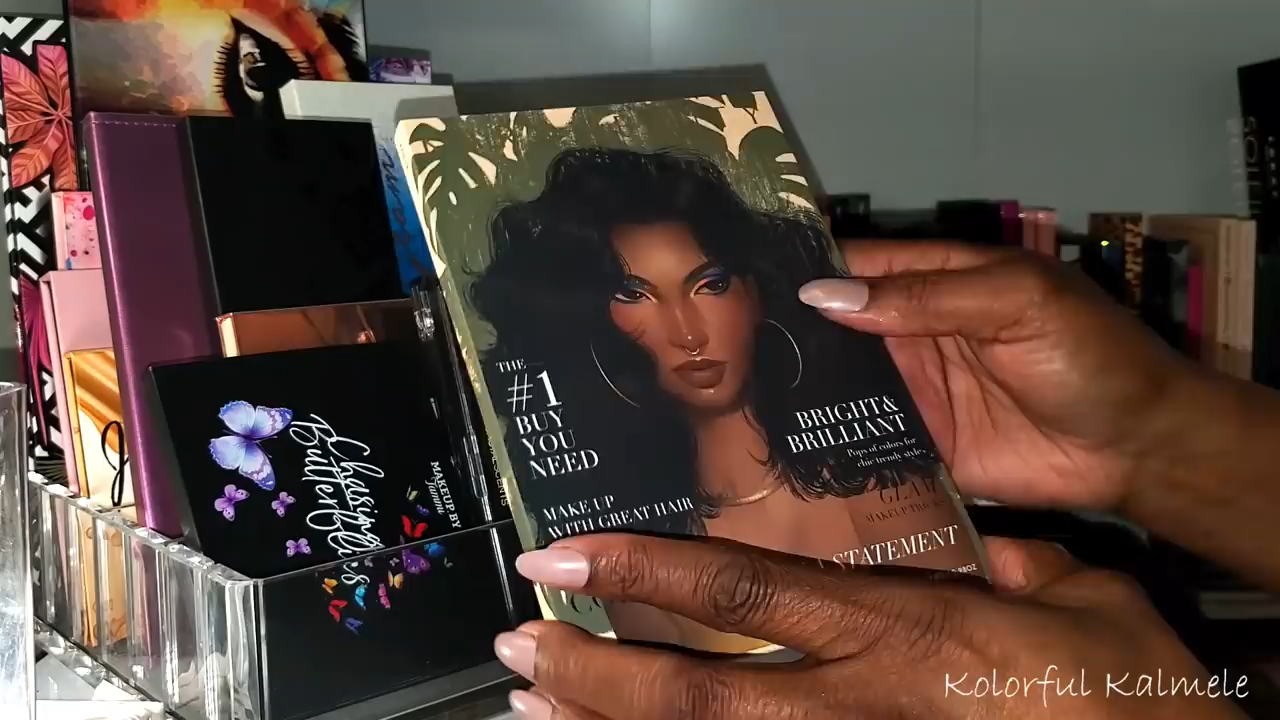 THE
#1
BUY
YOU
NEED
MAKE UP
WITH GREAT HAIR
BRIGHT&
BRILLIANT
Pops of colors for
chic trendy styles
GLAM
STATEMENT
Chasing
Butterflies
MAKEUP BY
Kolorful Kalmele